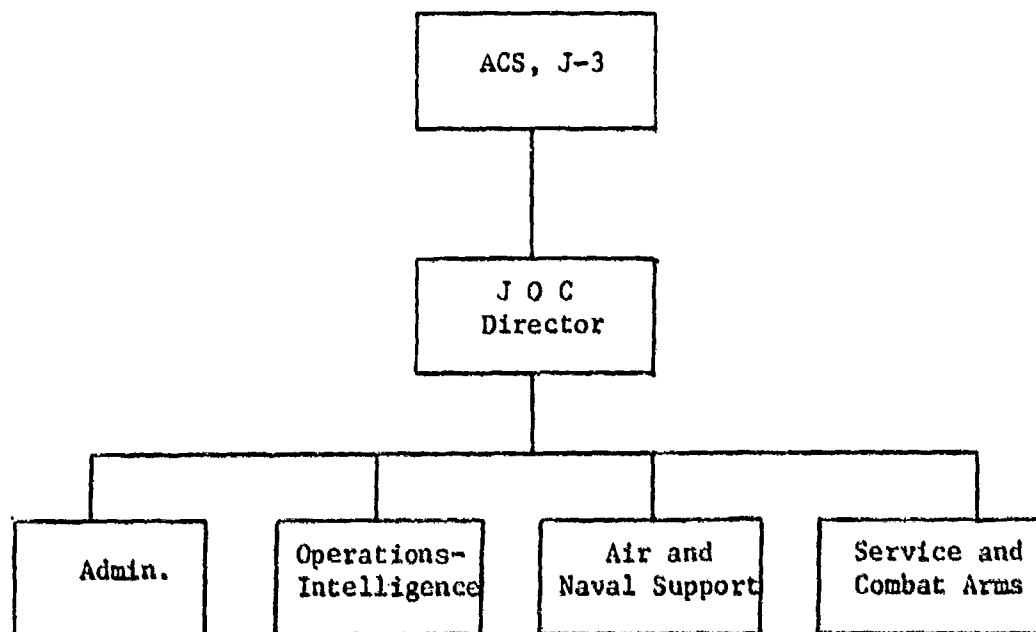 ACS, J-3
J O C
Director
Admin.
Operations-
Intelligence
Air and
Naval Support
Service and
Combat Arms